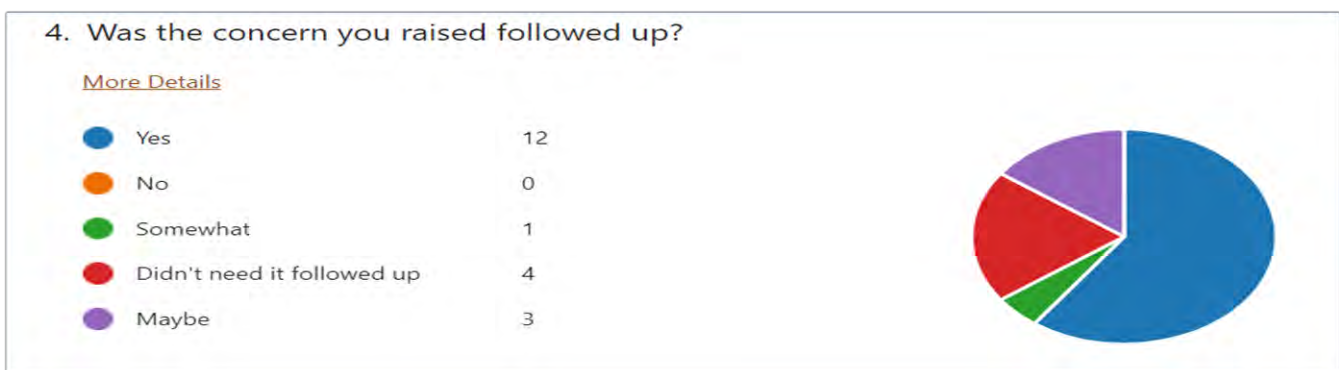 4. Was the concern you raised followed up?
More Details
Yes 12
No 0
Somewhat 1
Didn't need it followed up 4
Maybe 3